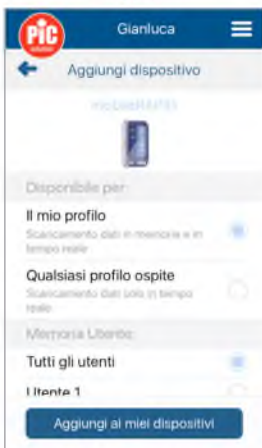 PIC
solution
Gianluca
Aggiungi dispositivo
Disponibile per:
Il mio profilo
Scaricamento dati in memoria e in
tempo reale
Qualsiasi profilo ospite
Scaricamento dati solo in tempo
reale
Memoria Utente:
Tutti gli utenti
Utente 1
Aggiungi ai miei dispositivi